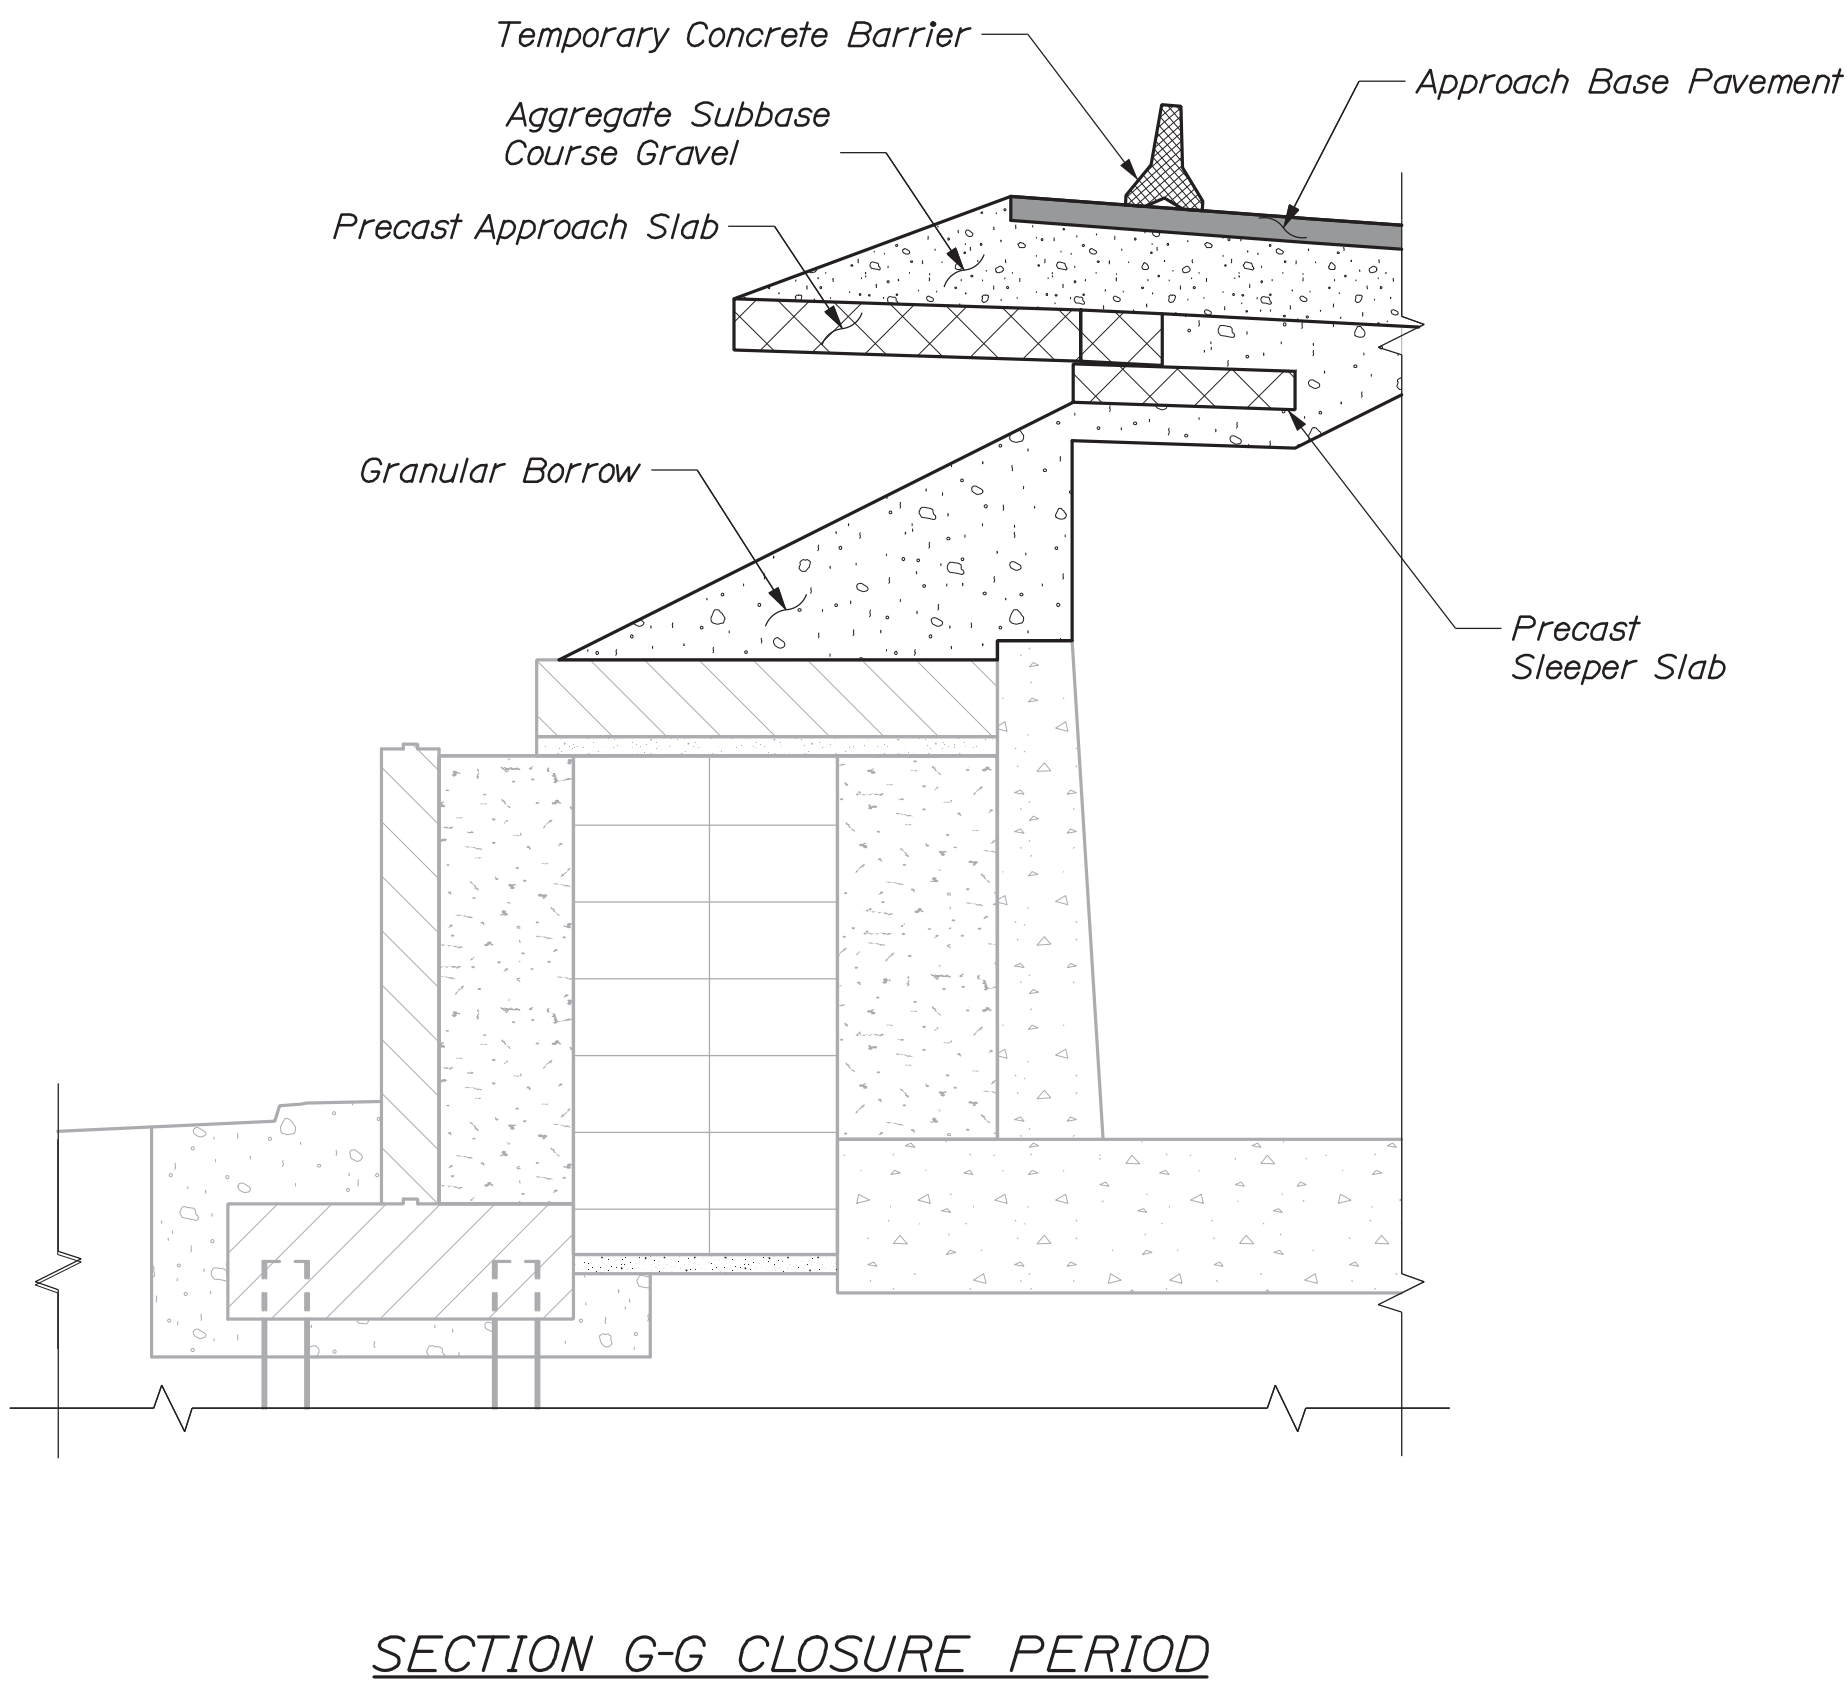 Temporary Concrete Barrier
Approach Base Pavement
Aggregate Subbase
Course Gravel
Precast Approach Slab
Granular Borrow
Precast
Sleeper Slab
SECTION G-G CLOSURE PERIOD